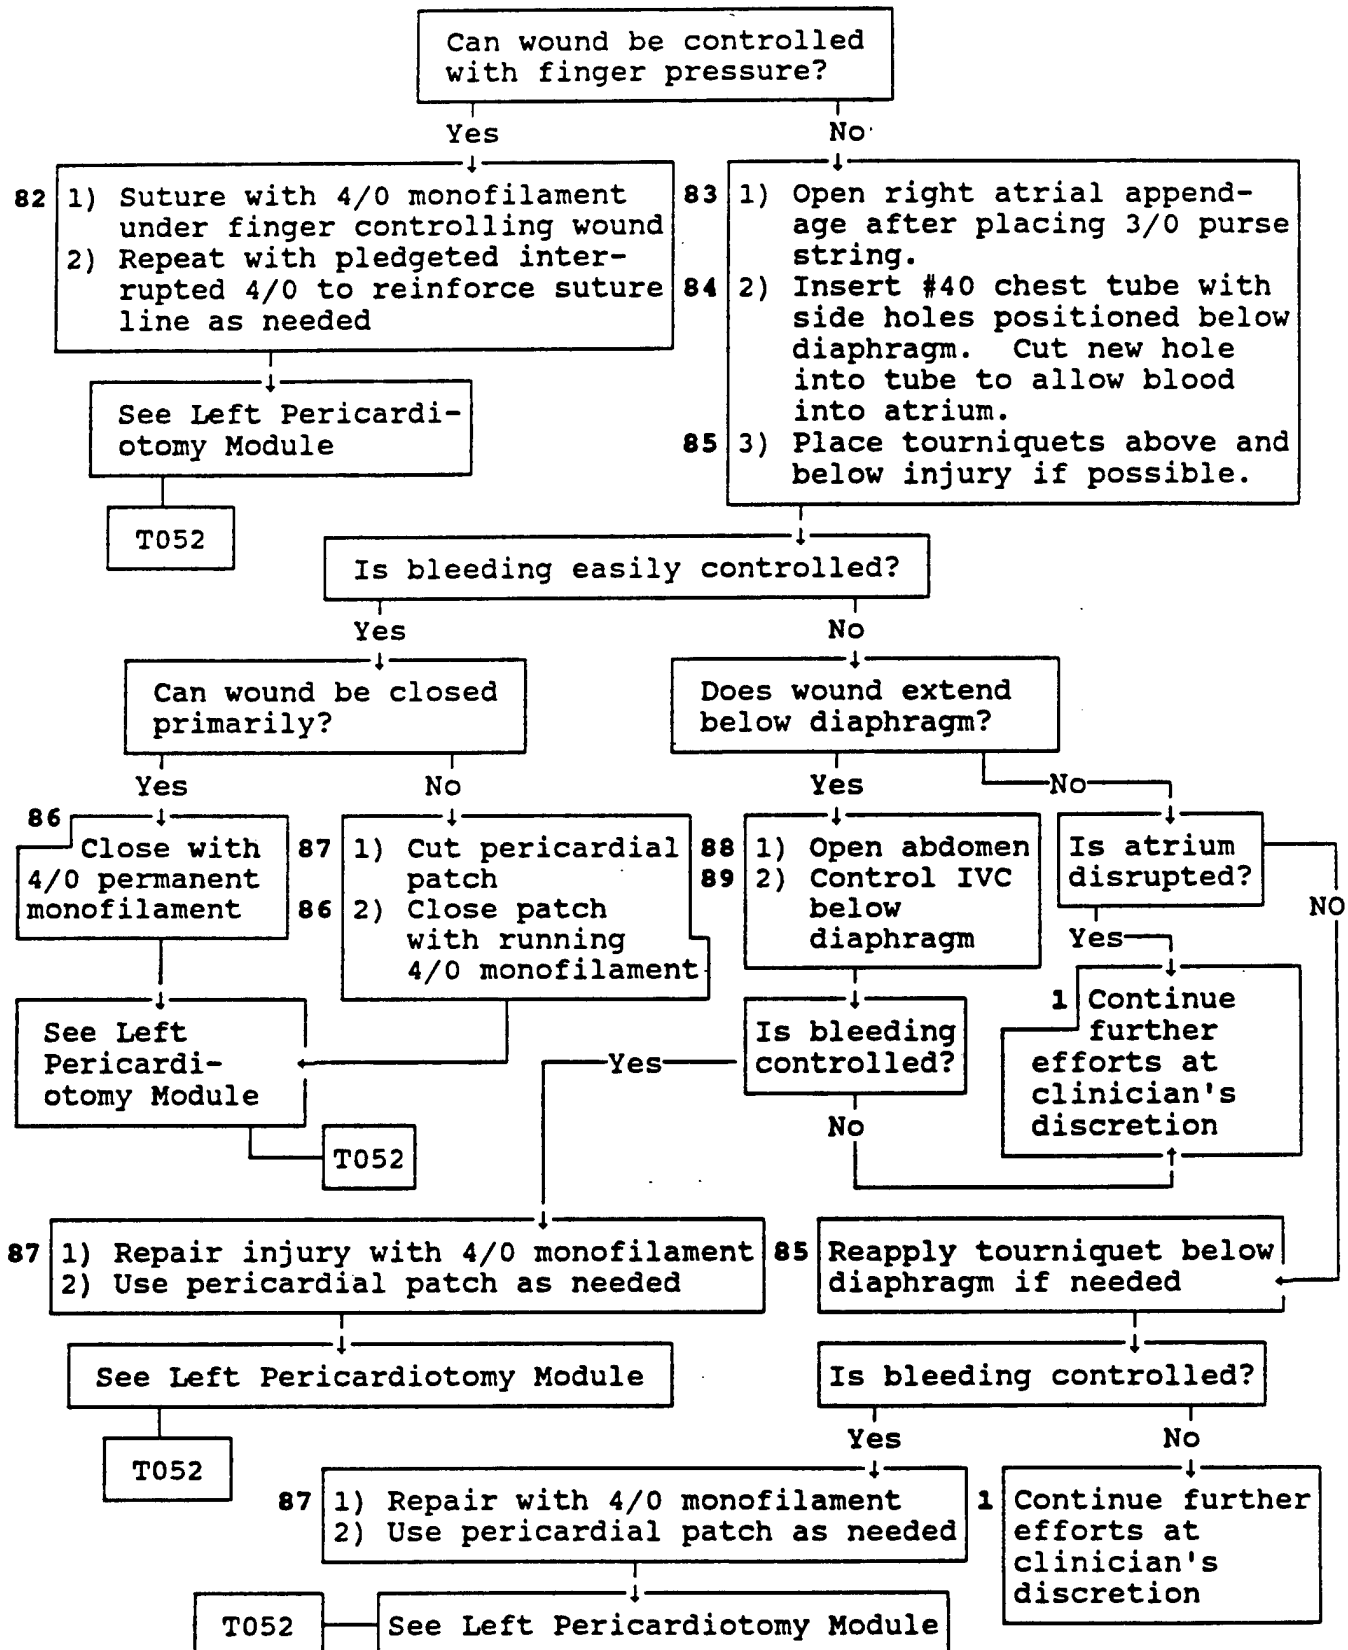 Can wound be controlled
with finger pressure?
Yes
No
82 1) Suture with 4/0 monofilament
under finger controlling wound
2) Repeat with pledgeted inter-
rupted 4/0 to reinforce suture
line as needed
83 1) Open right atrial append-
age after placing 3/0 purse
string.
84 2) Insert #40 chest tube with
side holes positioned below
diaphragm. Cut new hole
into tube to allow blood
into atrium.
85 3) Place tourniquets above and
below injury if possible.
See Left Pericardi-
otomy Module
T052
Is bleeding easily controlled?
Yes
No
Can wound be closed
primarily?
Does wound extend
below diaphragm?
Yes
No
Yes
No
86
Close with
4/0 permanent
monofilament
87 1) Cut pericardial
patch
86 2) Close patch
with running
4/0 monofilament
88 1) Open abdomen
89 2) Control IVC
below
diaphragm
Is atrium
disrupted?
NO
Yes
See Left
Pericardi-
otomy Module
T052
Is bleeding
controlled?
Yes
No
1 Continue
further
efforts at
clinician's
discretion
87 1) Repair injury with 4/0 monofilament
2) Use pericardial patch as needed
85 Reapply tourniquet below
diaphragm if needed
See Left Pericardiotomy Module
T052
Is bleeding controlled?
Yes
No
87 1) Repair with 4/0 monofilament
2) Use pericardial patch as needed
1 Continue further
efforts at
clinician's
discretion
T052
See Left Pericardiotomy Module